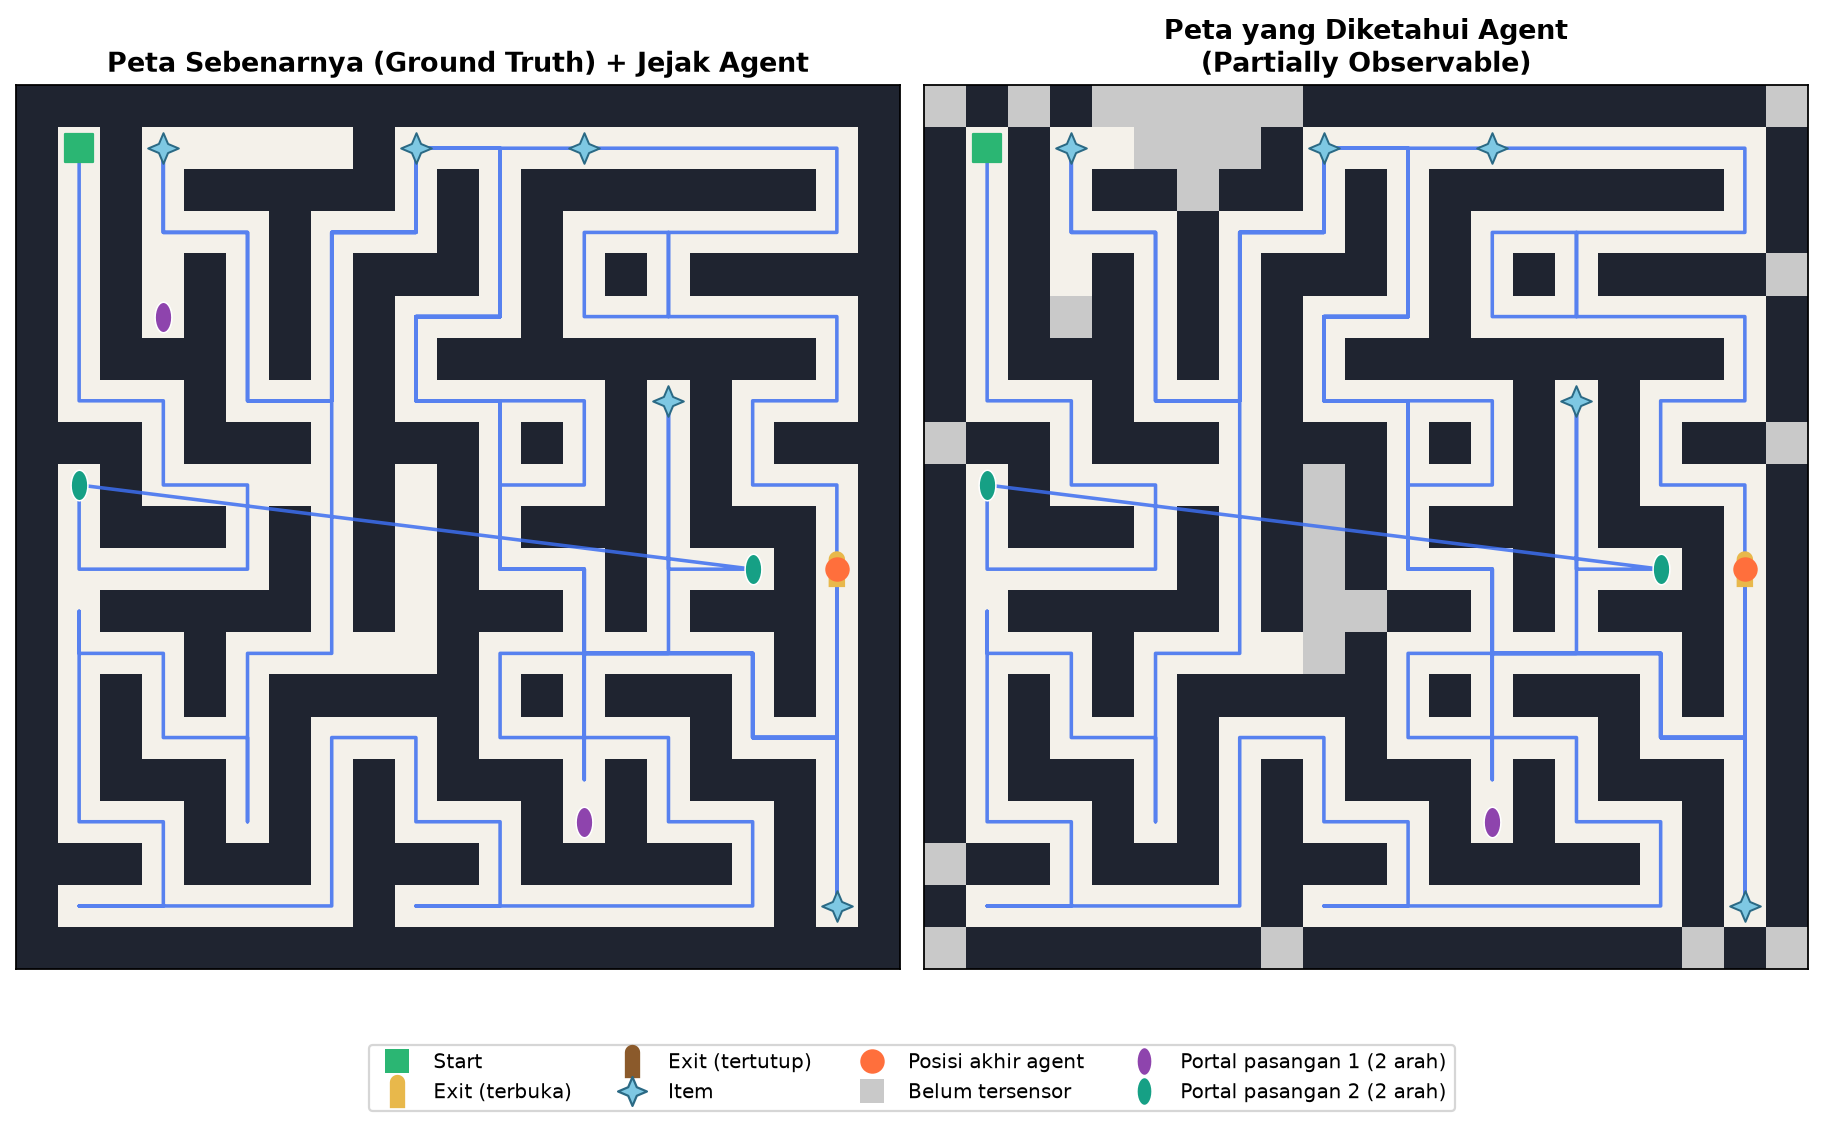 Peta Sebenarnya (Ground Truth) + Jejak Agent
Peta yang Diketahui Agent
(Partially Observable)
Start
Exit (terbuka)
Exit (tertutup)
Item
Posisi akhir agent
Belum tersensor
Portal pasangan 1 (2 arah)
Portal pasangan 2 (2 arah)